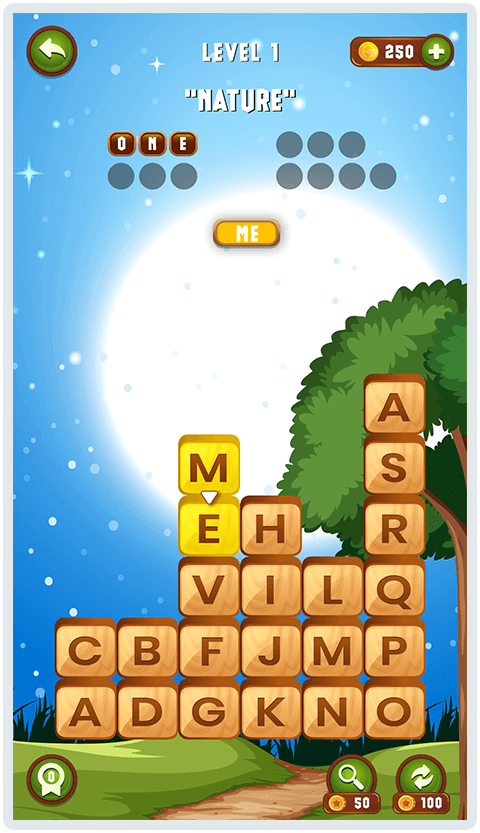 LEVEL 1
250 +
"NATURE"
O N E
ME
A
M S
E H R
V I L Q
C B F J M P
A D G K N O
0
50
100